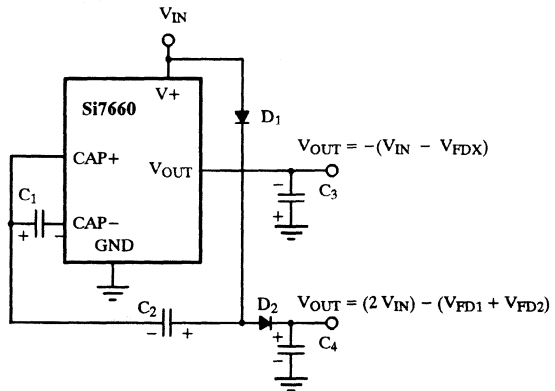 V_IN
V+
Si7660
D_1
CAP+
V_OUT
V_OUT = −(V_IN − V_FDX)
−
C_3
+
C_1
+
−
CAP−
GND
C_2
−
+
D_2
V_OUT = (2 V_IN) − (V_FD1 + V_FD2)
+
C_4
−